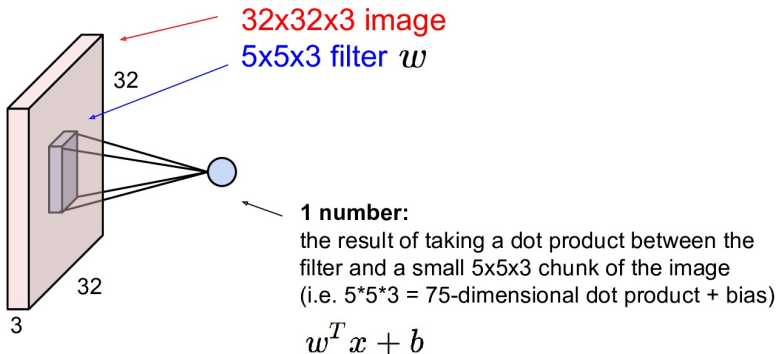 32x32x3 image
5x5x3 filter w
32
32
3
1 number:
the result of taking a dot product between the
filter and a small 5x5x3 chunk of the image
(i.e. 5*5*3 = 75-dimensional dot product + bias)
w^T x + b